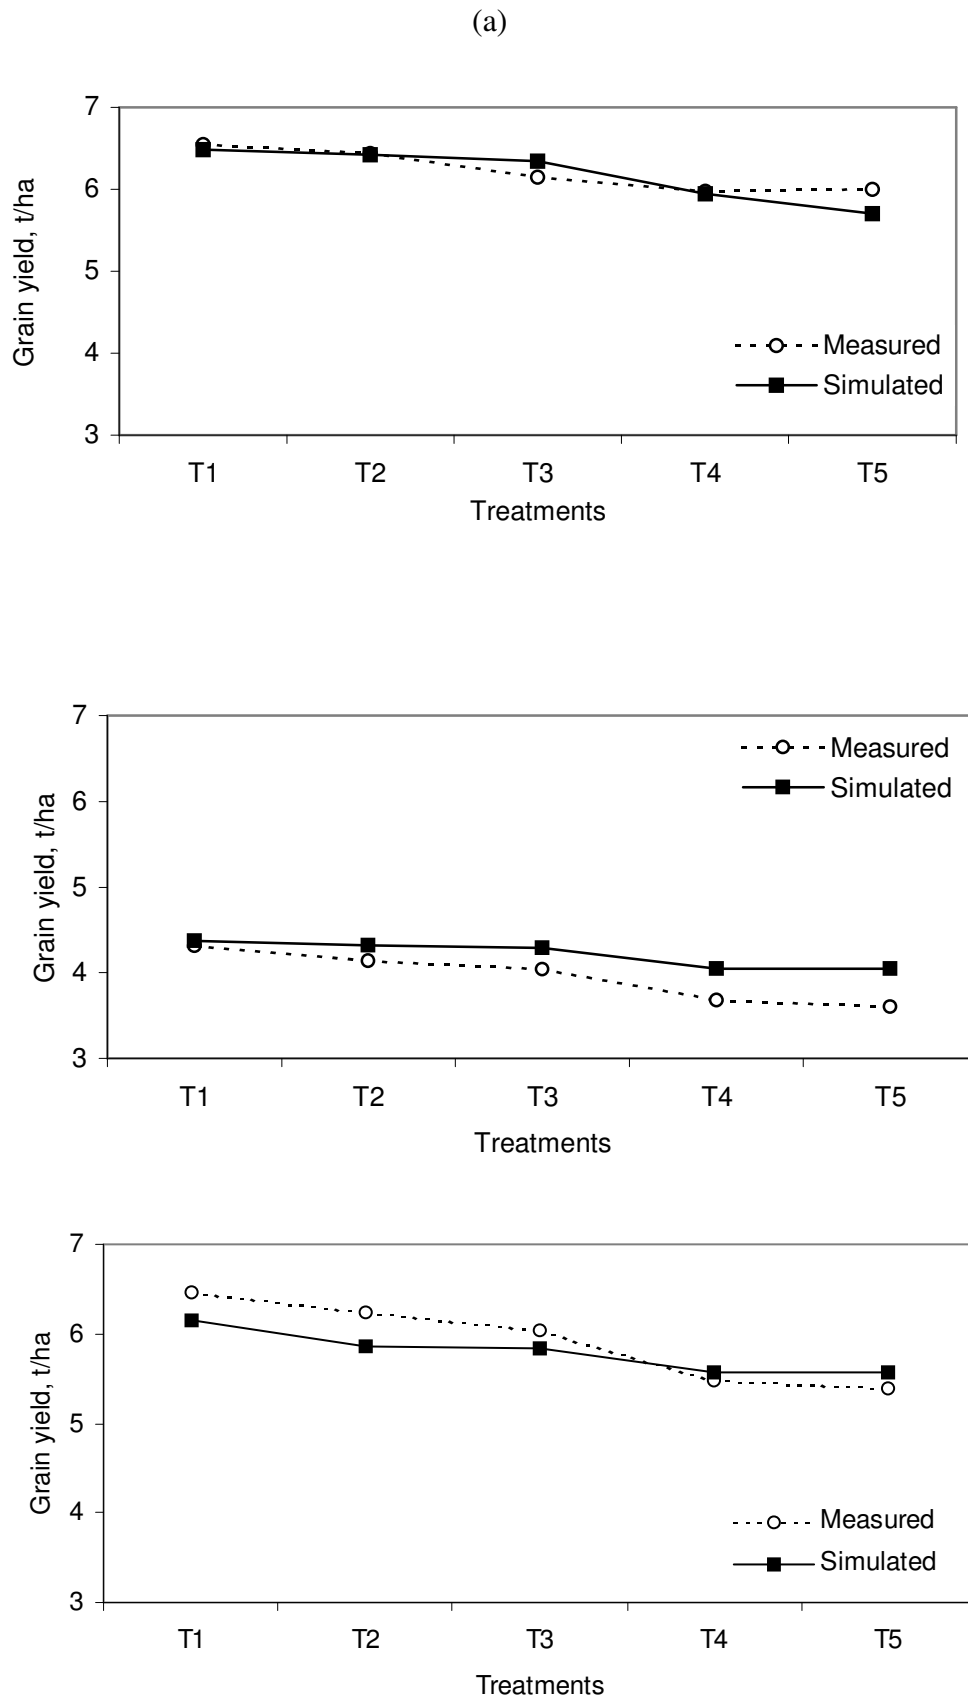 (a)
7
6
5
4
3
Grain yield, t/ha
Measured
Simulated
T1 T2 T3 T4 T5
Treatments
7
6
5
4
3
Grain yield, t/ha
Measured
Simulated
T1 T2 T3 T4 T5
Treatments
7
6
5
4
3
Grain yield, t/ha
Measured
Simulated
T1 T2 T3 T4 T5
Treatments